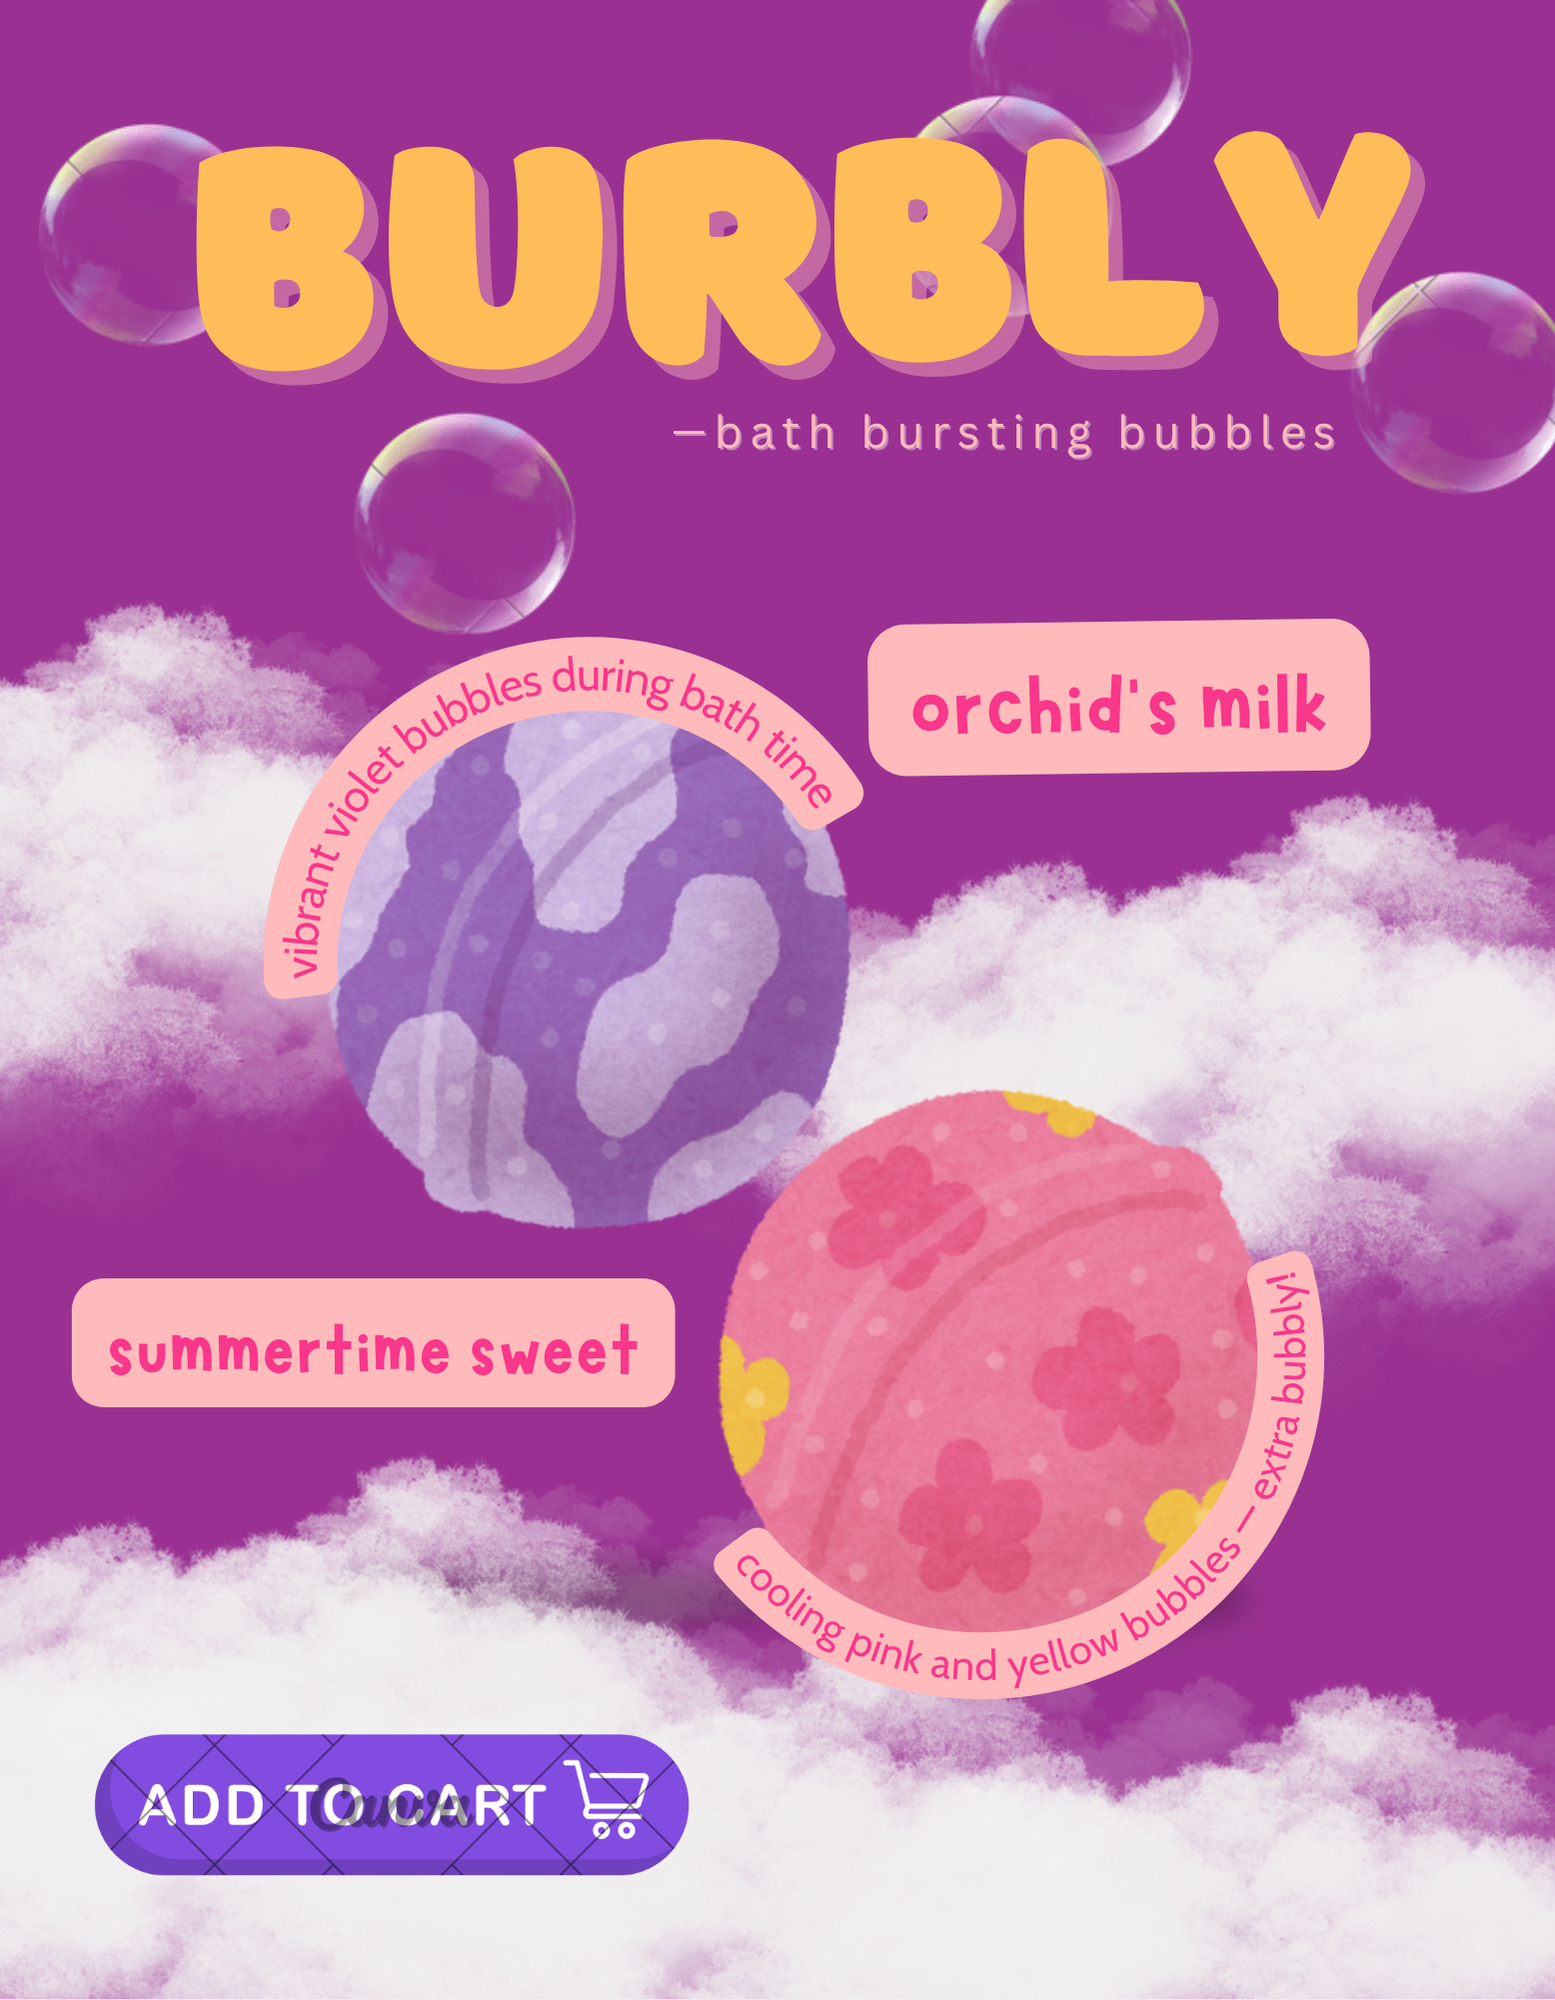 BURBLY
—bath bursting bubbles
orchid's milk
vibrant violet bubbles during bath time
summertime sweet
cooling pink and yellow bubbles — extra bubbly!
ADD TO CART
Canva